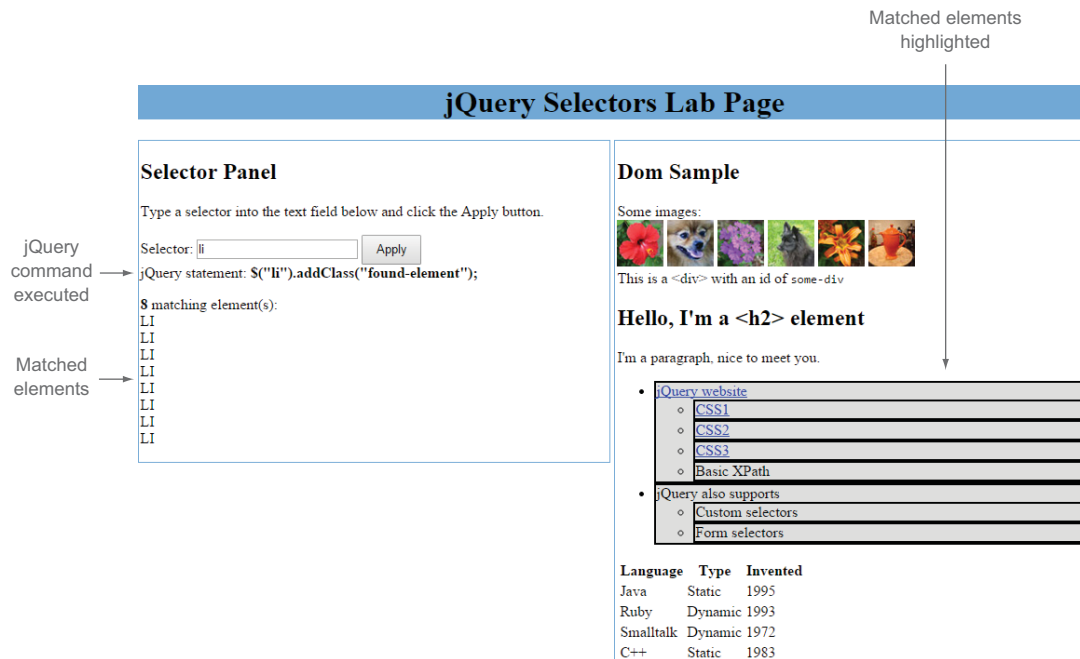 Matched elements
highlighted
jQuery Selectors Lab Page
Selector Panel
Type a selector into the text field below and click the Apply button.
Selector: li Apply
jQuery
command
executed
jQuery statement: $("li").addClass("found-element");
8 matching element(s):
LI
LI
LI
LI
LI
LI
LI
LI
Matched
elements
Dom Sample
Some images:
This is a <div> with an id of some-div
Hello, I'm a <h2> element
I'm a paragraph, nice to meet you.
jQuery website
CSS1
CSS2
CSS3
Basic XPath
jQuery also supports
Custom selectors
Form selectors
Language Type Invented
Java Static 1995
Ruby Dynamic 1993
Smalltalk Dynamic 1972
C++ Static 1983